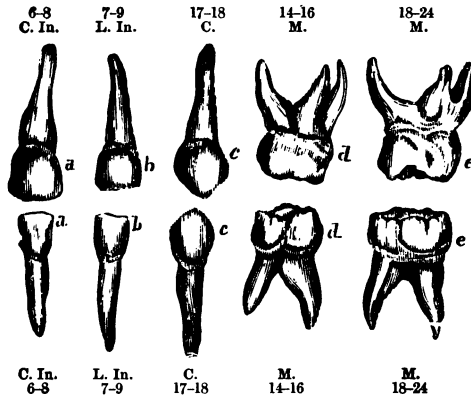 6–8 7–9 17–18 14–16 18–24
C. In. L. In. C. M. M.
a b c d e
a b c d e
C. In. L. In. C. M. M.
6–8 7–9 17–18 14–16 18–24